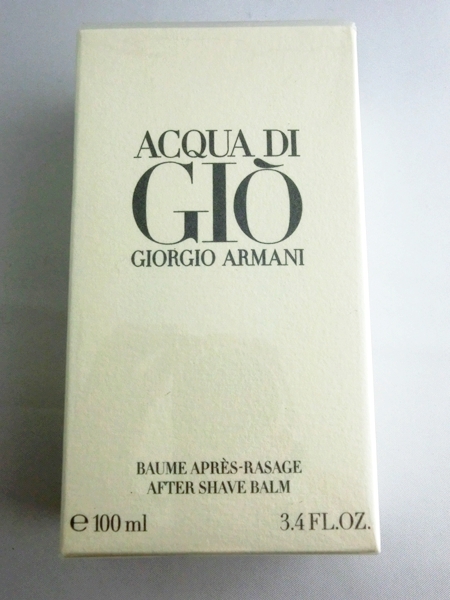 ACQUA DI
GIÒ
GIORGIO ARMANI
BAUME APRÈS-RASAGE
AFTER SHAVE BALM
℮ 100 ml 3.4 FL.OZ.